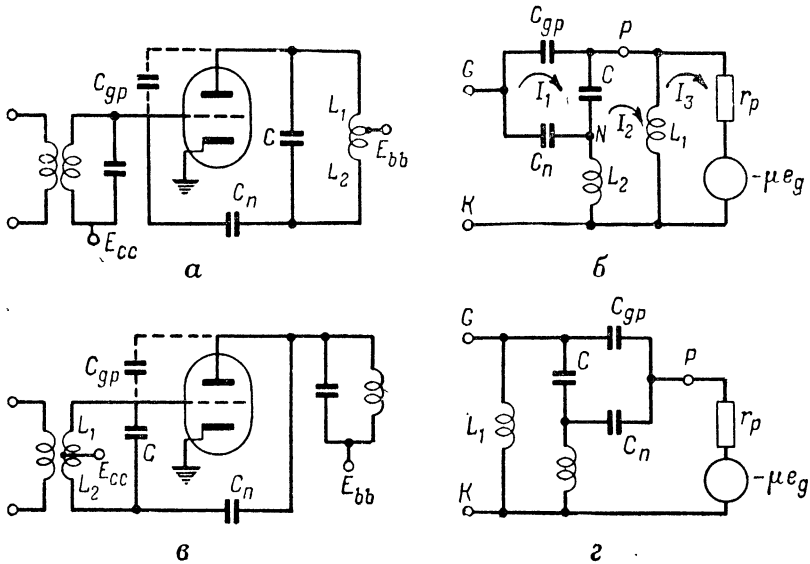 C_gp
C
L_1
L_2
E_bb
C_n
E_cc
а
C_gp
P
G
I_1
C
I_3
r_p
N
I_2
L_1
C_n
L_2
-μe_g
K
б
C_gp
L_1
E_cc
C
L_2
C_n
E_bb
в
G
C_gp
C
P
L_1
r_p
C_n
K
-μe_g
г